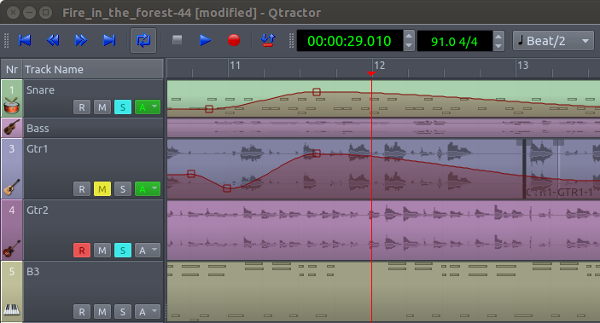 Fire_in_the_forest-44 [modified] - Qtractor
00:00:29.010 91.0 4/4 Beat/2
Nr Track Name 11 12 13
1 Snare
R M S A
Bass
3 Gtr1
R M S A
GTR1-GTR1-1
4 Gtr2
R M S A
5 B3
R M S A